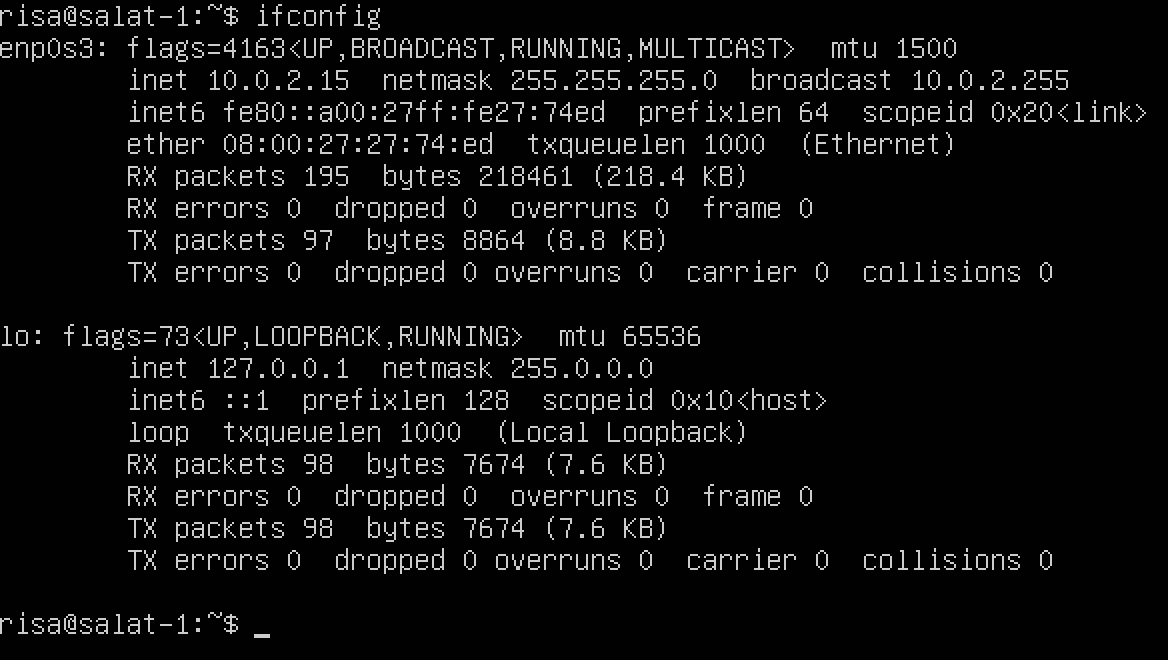 risa@salat-1:~$ ifconfig
enp0s3: flags=4163<UP,BROADCAST,RUNNING,MULTICAST>  mtu 1500
        inet 10.0.2.15  netmask 255.255.255.0  broadcast 10.0.2.255
        inet6 fe80::a00:27ff:fe27:74ed  prefixlen 64  scopeid 0x20<link>
        ether 08:00:27:27:74:ed  txqueuelen 1000  (Ethernet)
        RX packets 195  bytes 218461 (218.4 KB)
        RX errors 0  dropped 0  overruns 0  frame 0
        TX packets 97  bytes 8864 (8.8 KB)
        TX errors 0  dropped 0 overruns 0  carrier 0  collisions 0

lo: flags=73<UP,LOOPBACK,RUNNING>  mtu 65536
        inet 127.0.0.1  netmask 255.0.0.0
        inet6 ::1  prefixlen 128  scopeid 0x10<host>
        loop  txqueuelen 1000  (Local Loopback)
        RX packets 98  bytes 7674 (7.6 KB)
        RX errors 0  dropped 0  overruns 0  frame 0
        TX packets 98  bytes 7674 (7.6 KB)
        TX errors 0  dropped 0 overruns 0  carrier 0  collisions 0

risa@salat-1:~$ _